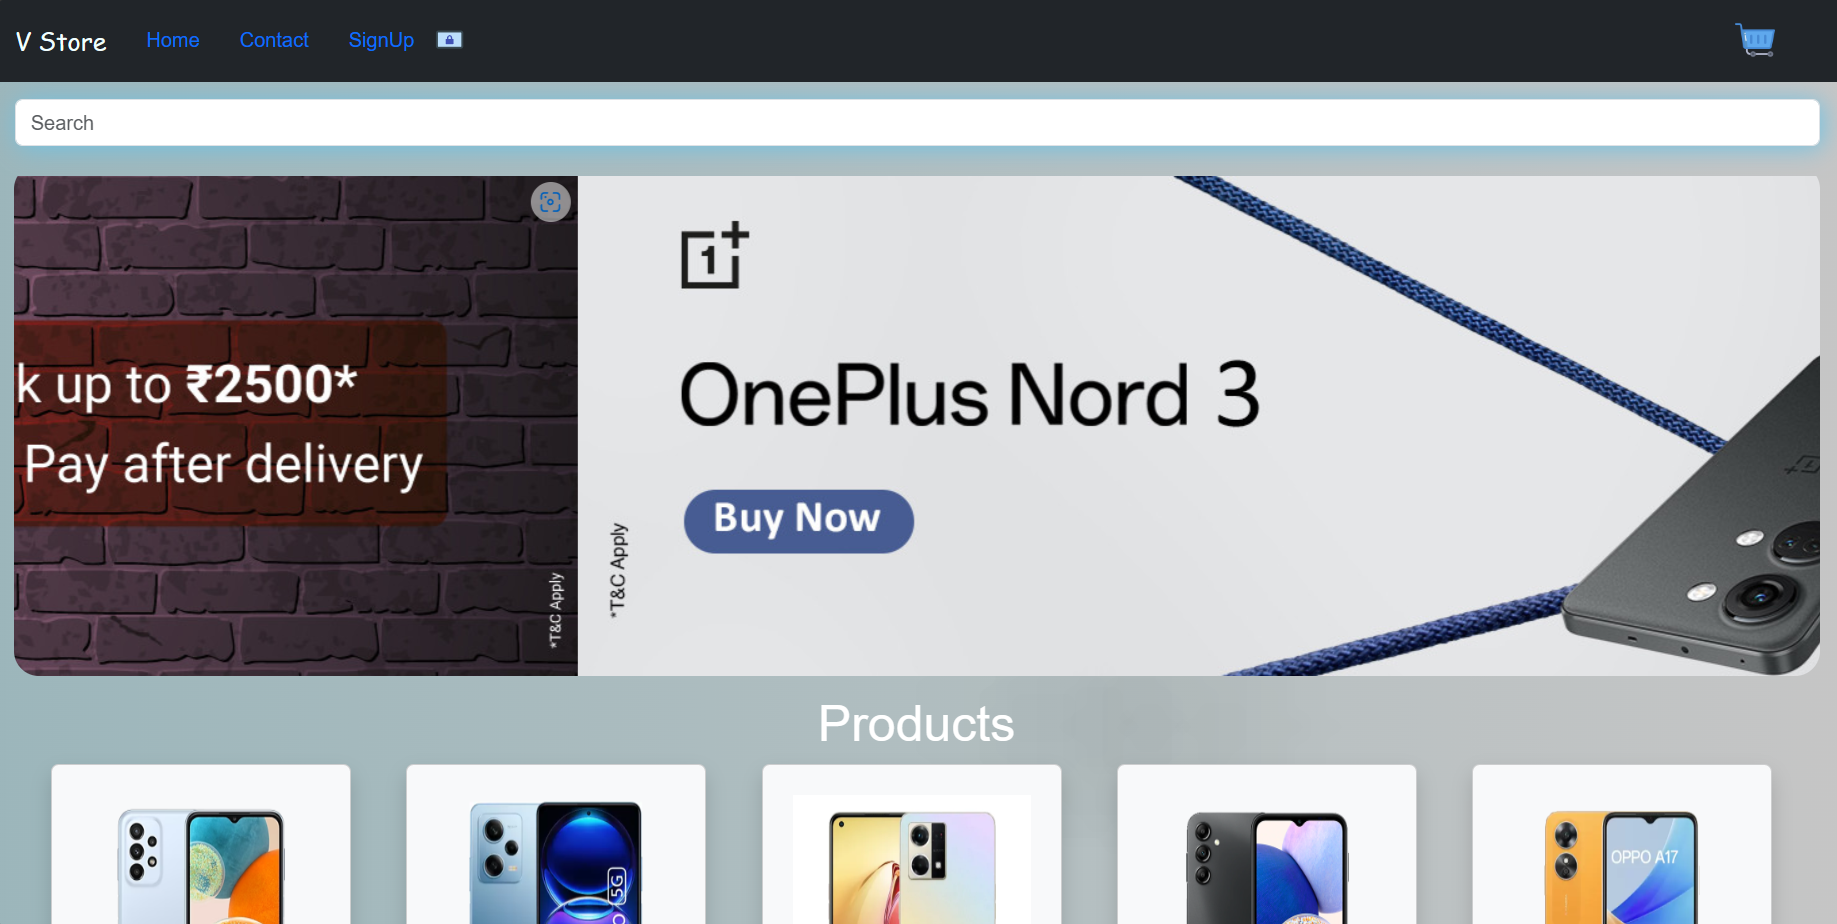 V Store
Home
Contact
SignUp
Search
k up to ₹2500*
Pay after delivery
*T&C Apply
*T&C Apply
1+
OnePlus Nord 3
Buy Now
Products
5G
OPPO A17